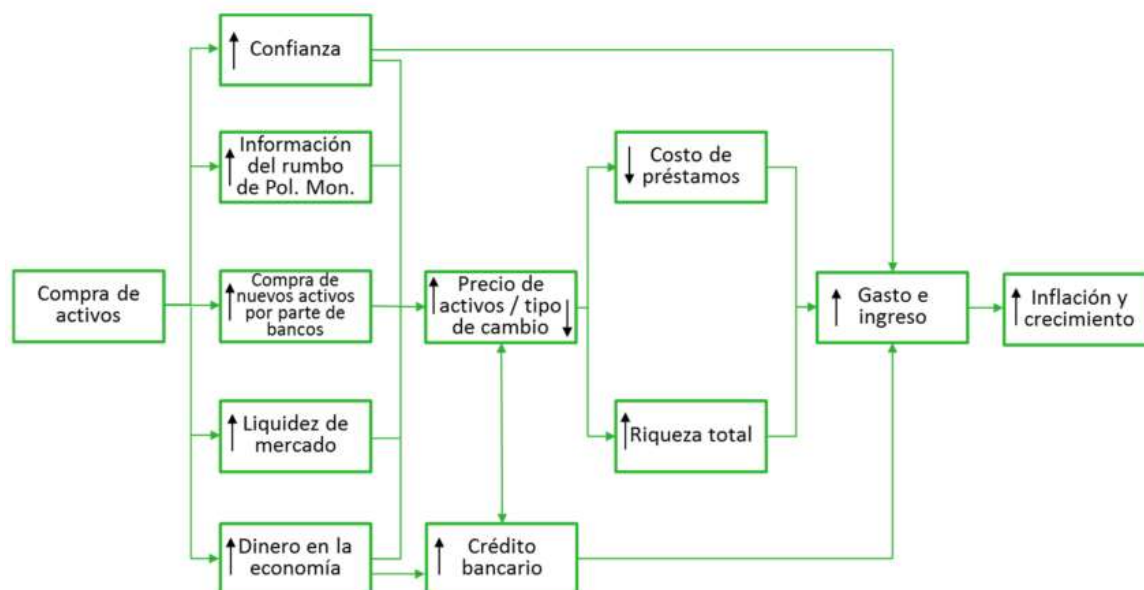 Confianza
Información
del rumbo
de Pol. Mon.
Costo de
préstamos
Compra de
activos
Compra de
nuevos activos
por parte de
bancos
Precio de
activos / tipo
de cambio
Gasto e
ingreso
Inflación y
crecimiento
Liquidez de
mercado
Riqueza total
Dinero en la
economía
Crédito
bancario